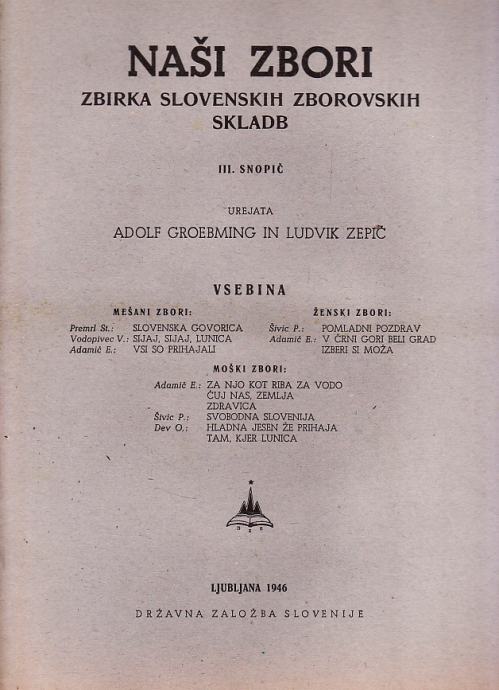 NAŠI ZBORI
ZBIRKA SLOVENSKIH ZBOROVSKIH
SKLADB
III. SNOPIČ
UREJATA
ADOLF GROEBMING IN LUDVIK ZEPIČ
VSEBINA
MEŠANI ZBORI:
Premrl St.: SLOVENSKA GOVORICA
Vodopivec V.: SIJAJ, SIJAJ, LUNICA
Adamič E.: VSI SO PRIHAJALI
ŽENSKI ZBORI:
Šivic P.: POMLADNI POZDRAV
Adamič E.: V ČRNI GORI BELI GRAD
IZBERI SI MOŽA
MOŠKI ZBORI:
Adamič E.: ZA NJO KOT RIBA ZA VODO
ČUJ NAS, ZEMLJA
ZDRAVICA
Šivic P.: SVOBODNA SLOVENIJA
Dev O.: HLADNA JESEN ŽE PRIHAJA
TAM, KJER LUNICA
LJUBLJANA 1946
DRŽAVNA ZALOŽBA SLOVENIJE